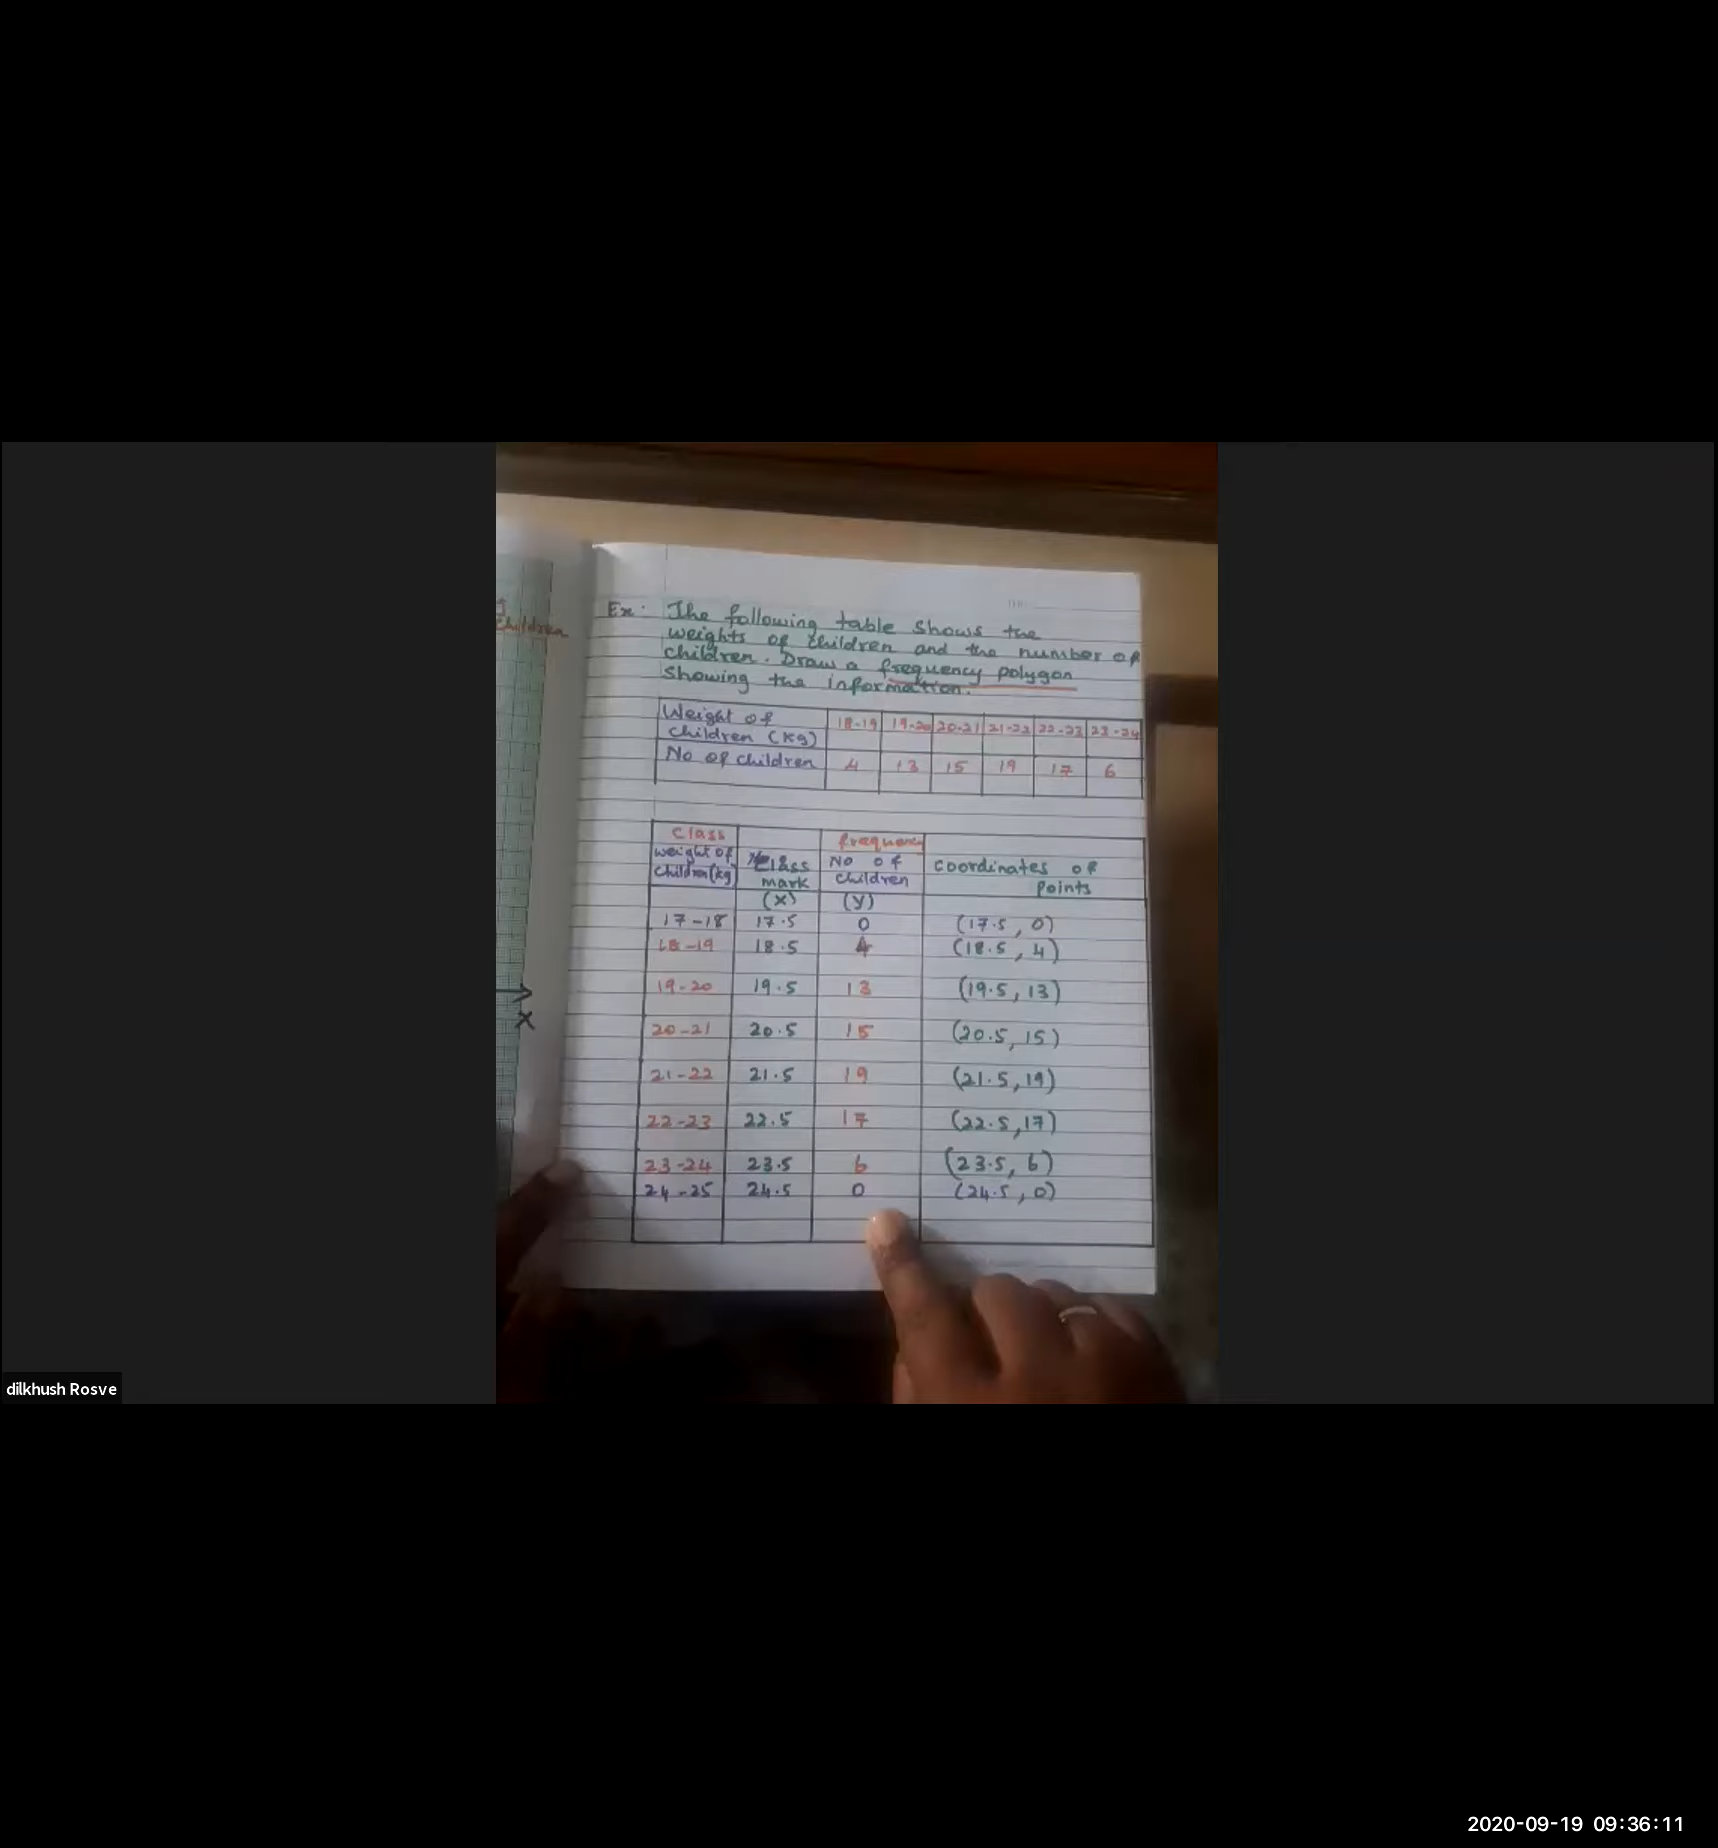 children
X
Ex. The following table shows the
weights of children and the number of
children. Draw a frequency polygon
showing the information.
Weight of children (kg) 18-19 19-20 20-21 21-22 22-23 23-24
No of children 4 13 15 19 17 6
Class frequency
weight of children (kg) Class mark No of children coordinates of points
(x) (y)
17-18 17.5 0 (17.5, 0)
18-19 18.5 4 (18.5, 4)
19-20 19.5 13 (19.5, 13)
20-21 20.5 15 (20.5, 15)
21-22 21.5 19 (21.5, 19)
22-23 22.5 17 (22.5, 17)
23-24 23.5 6 (23.5, 6)
24-25 24.5 0 (24.5, 0)
dilkhush Rosve
2020-09-19 09:36:11